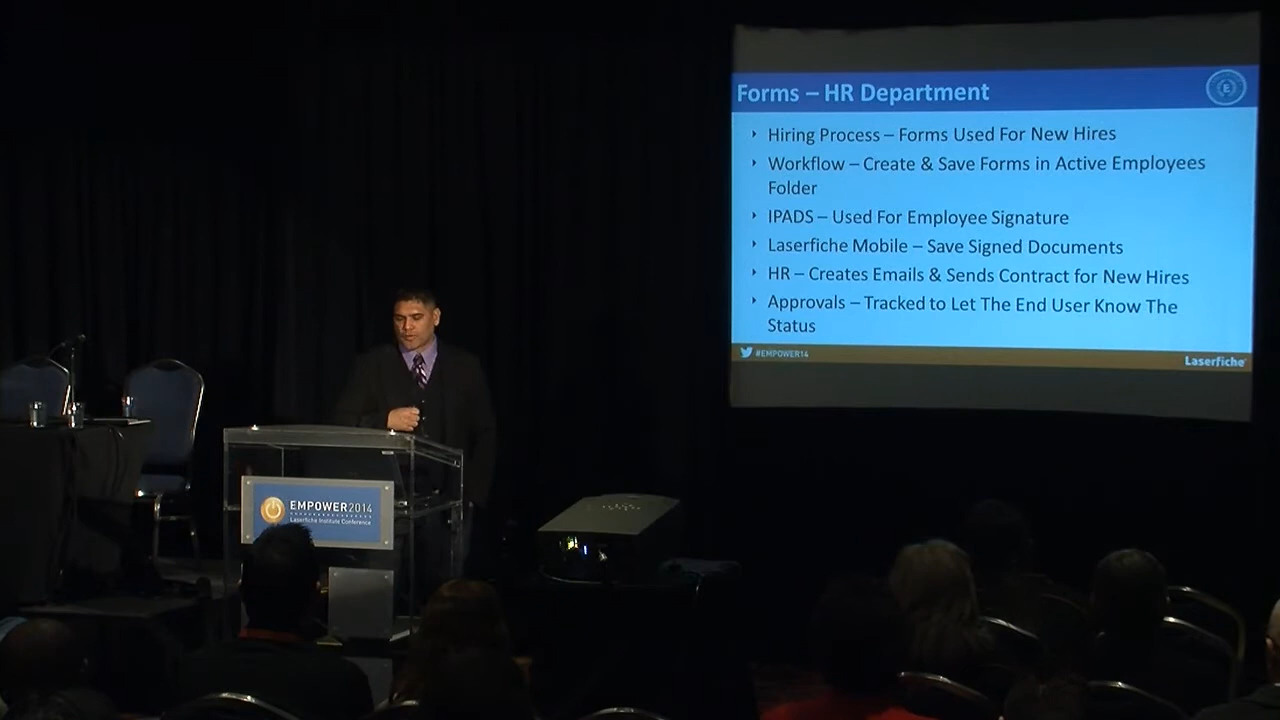 Forms – HR Department
Hiring Process – Forms Used For New Hires
Workflow – Create & Save Forms in Active Employees
Folder
IPADS – Used For Employee Signature
Laserfiche Mobile – Save Signed Documents
HR – Creates Emails & Sends Contract for New Hires
Approvals – Tracked to Let The End User Know The
Status
#EMPOWER14
Laserfiche
EMPOWER2014
Laserfiche Institute Conference